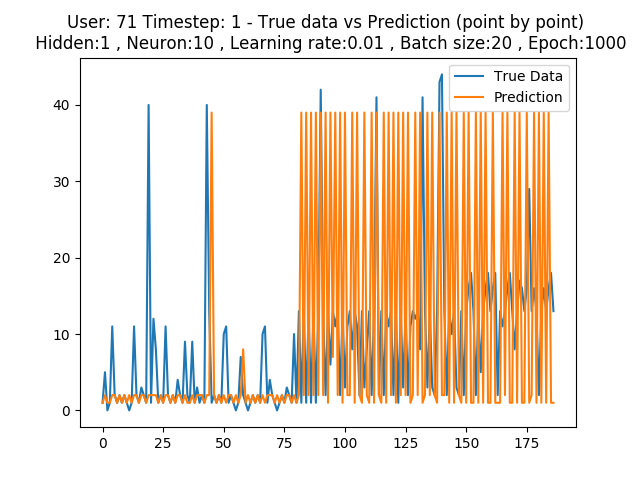 User: 71 Timestep: 1 - True data vs Prediction (point by point)
Hidden:1 , Neuron:10 , Learning rate:0.01 , Batch size:20 , Epoch:1000
True Data
Prediction
40
30
20
10
0
0 25 50 75 100 125 150 175